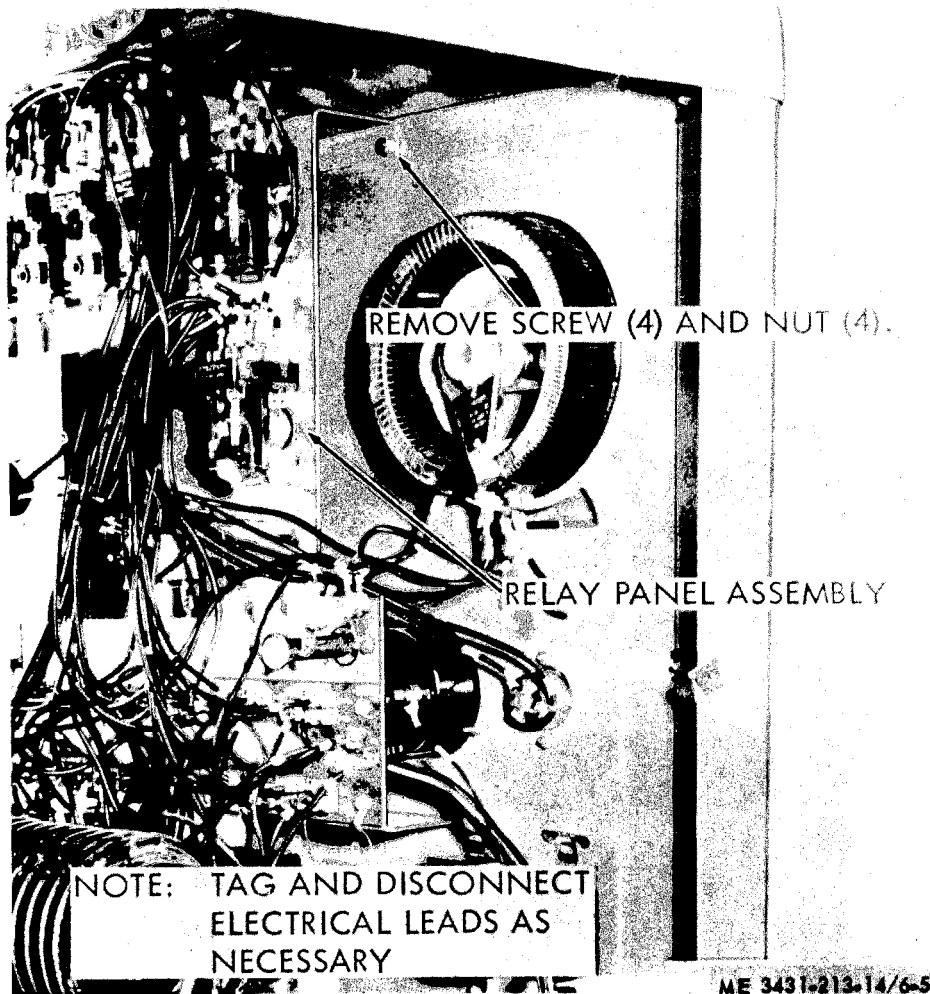 REMOVE SCREW (4) AND NUT (4).
RELAY PANEL ASSEMBLY
NOTE: TAG AND DISCONNECT
ELECTRICAL LEADS AS
NECESSARY
ME 3431-213-14/6-5